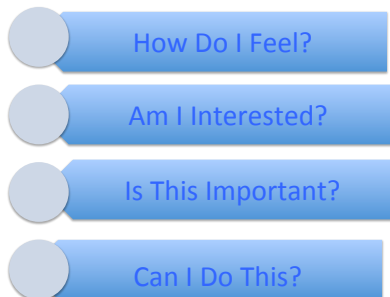 How Do I Feel?
Am I Interested?
Is This Important?
Can I Do This?